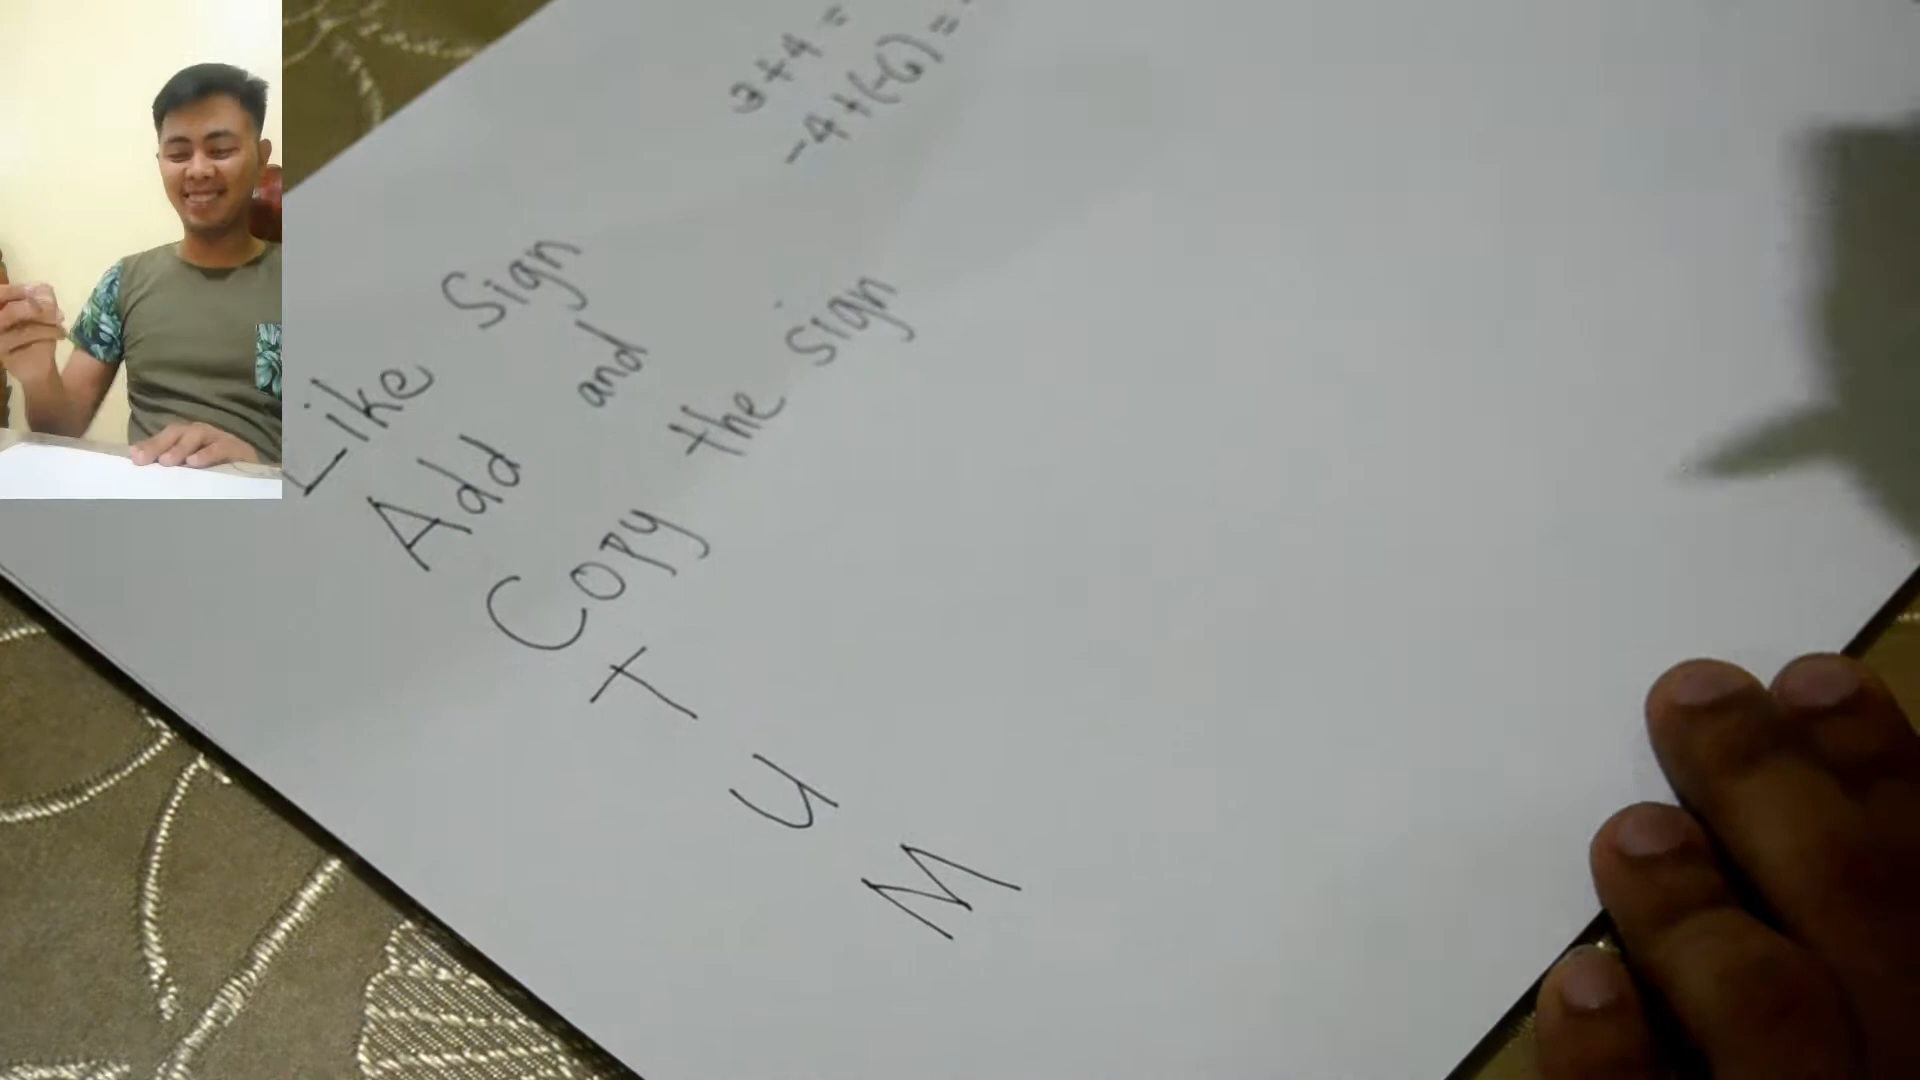 Like Sign
Add and
Copy the sign
T
U
M
3+4 =
-4+(-6) =